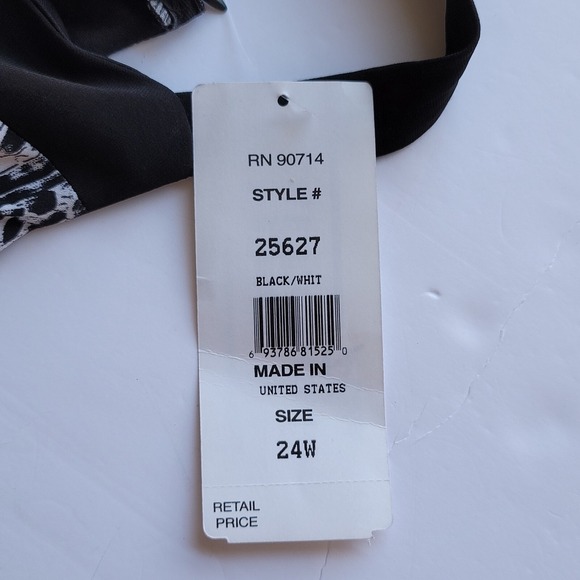 RN 90714
STYLE #
25627
BLACK/WHIT
6 93786 81525 0
MADE IN
UNITED STATES
SIZE
24W
RETAIL
PRICE